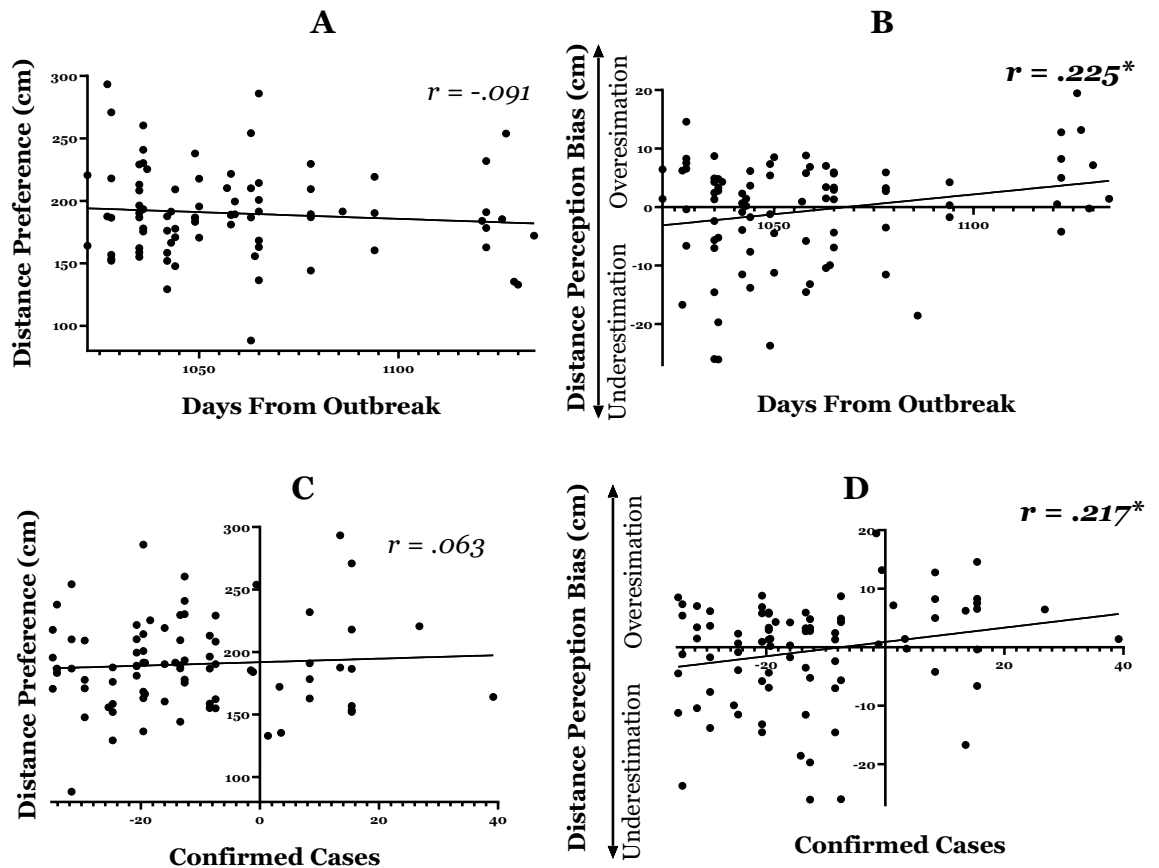 A
Distance Preference (cm)
300
250
200
150
100
r = -.091
1050
1100
Days From Outbreak
B
Distance Perception Bias (cm)
Overesimation
Underestimation
r = .225*
20
10
0
-10
-20
1050
1100
Days From Outbreak
C
Distance Preference (cm)
300
250
200
150
100
r = .063
-20
0
20
40
Confirmed Cases
D
Distance Perception Bias (cm)
Overesimation
Underestimation
r = .217*
20
10
0
-10
-20
-20
20
40
Confirmed Cases